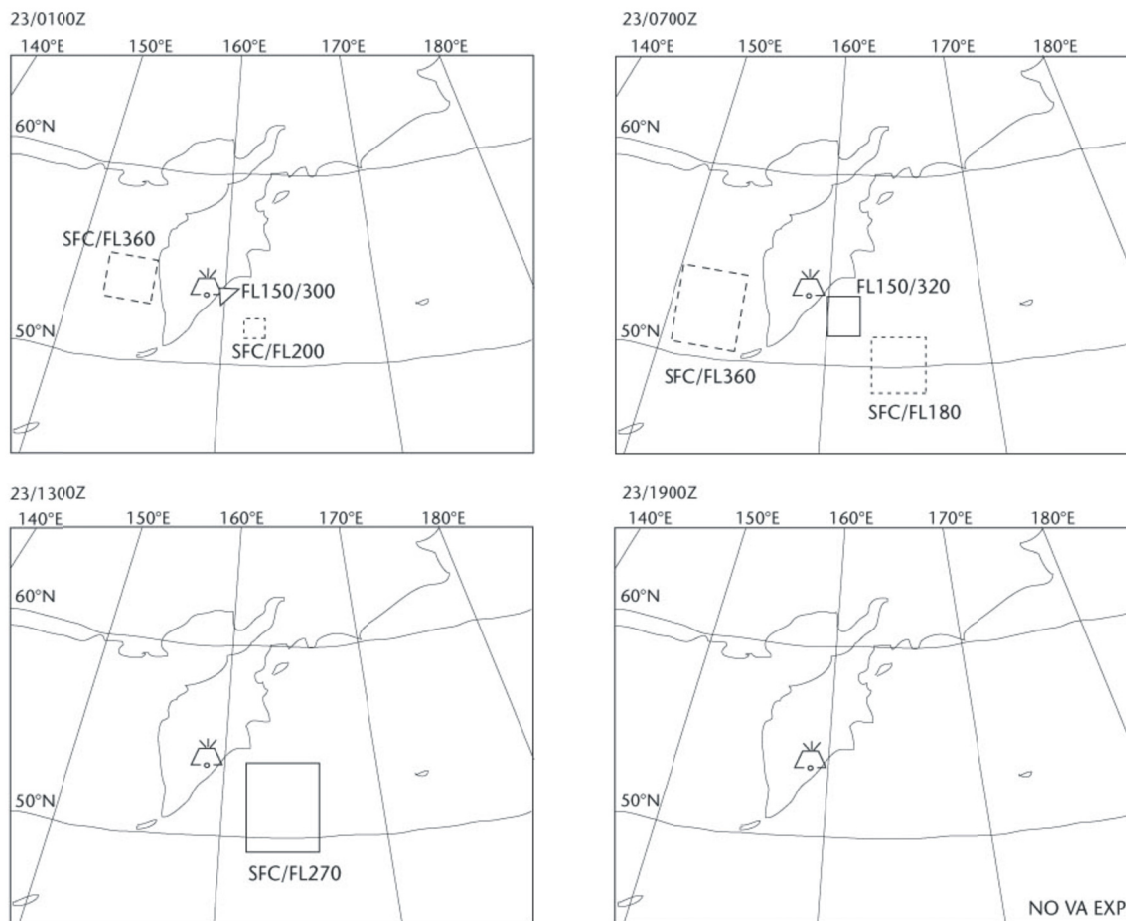 23/0100Z
140°E 150°E 160°E 170°E 180°E
60°N
SFC/FL360
FL150/300
50°N
SFC/FL200
23/0700Z
140°E 150°E 160°E 170°E 180°E
60°N
FL150/320
50°N
SFC/FL360
SFC/FL180
23/1300Z
140°E 150°E 160°E 170°E 180°E
60°N
50°N
SFC/FL270
23/1900Z
140°E 150°E 160°E 170°E 180°E
60°N
50°N
NO VA EXP